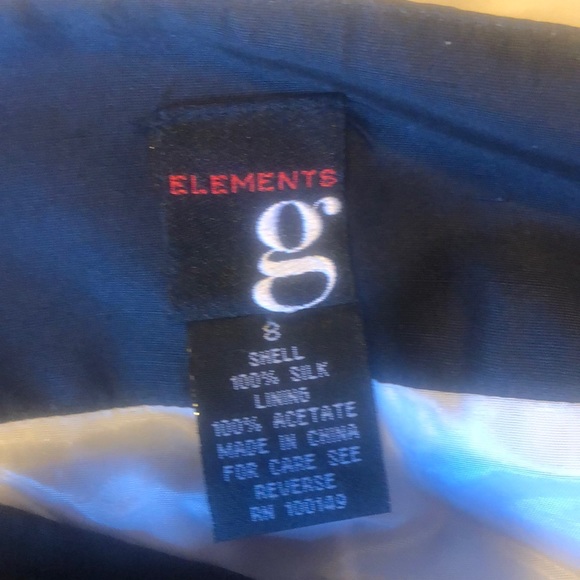 ELEMENTS
g
8
SHELL
100% SILK
LINING
100% ACETATE
MADE IN CHINA
FOR CARE SEE
REVERSE
RN 100149